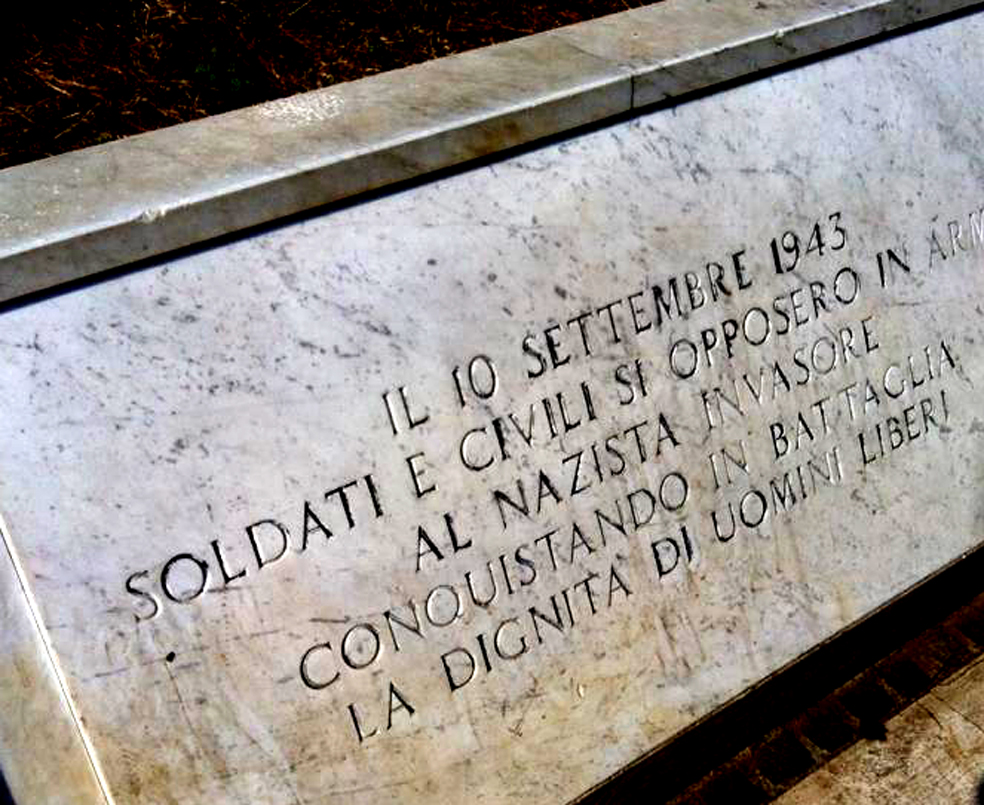 IL 10 SETTEMBRE 1943
SOLDATI E CIVILI SI OPPOSERO IN ARM
AL NAZISTA INVASORE
CONQUISTANDO IN BATTAGLIA
LA DIGNITÀ DI UOMINI LIBERI